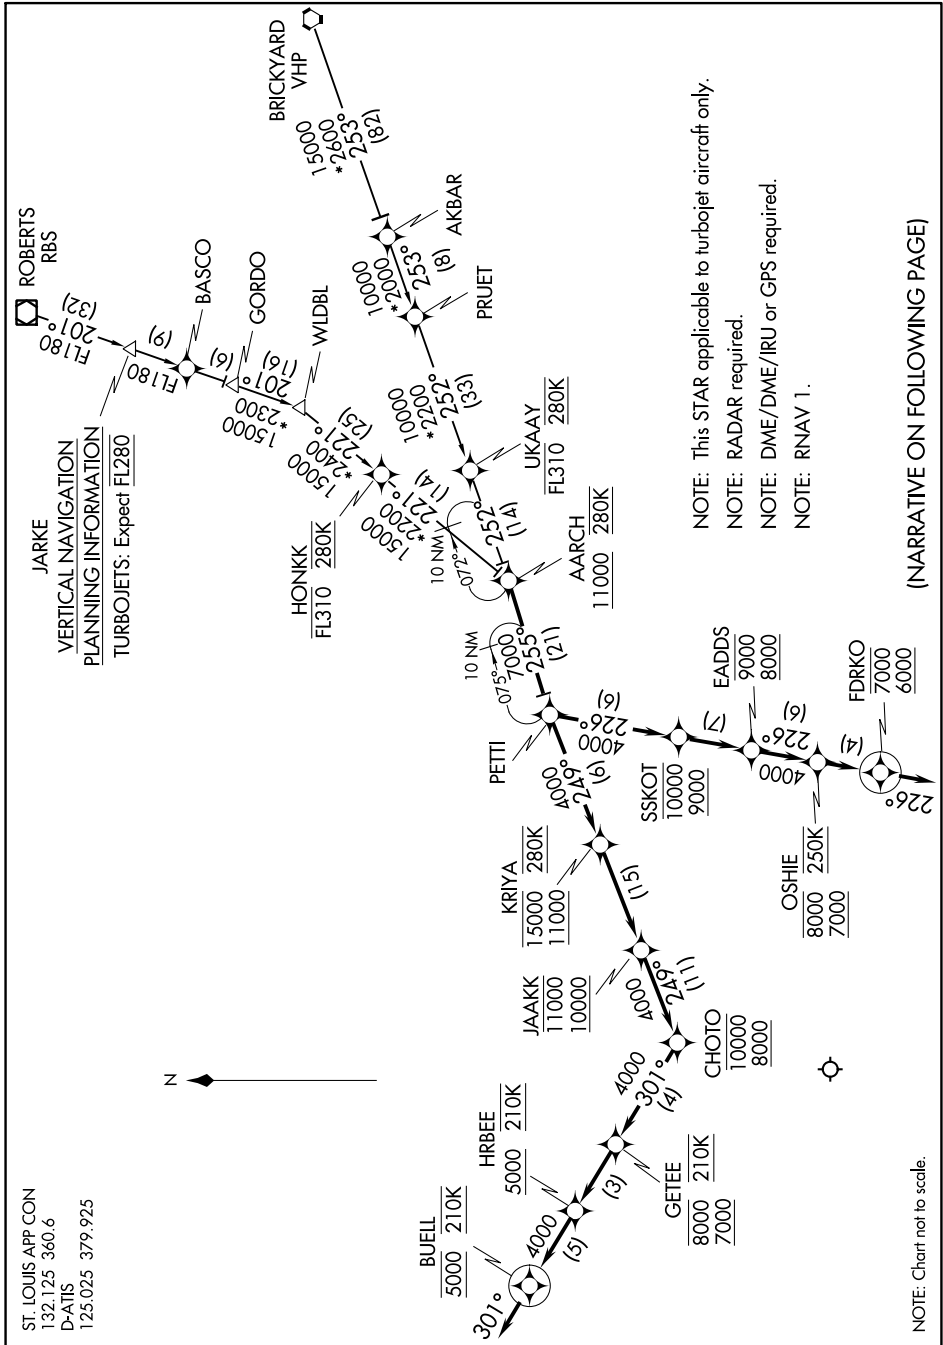 ST. LOUIS APP CON
132.125 360.6
D-ATIS
125.025 379.925
N
ROBERTS
RBS
FL180
201°
(32)
JARKE
VERTICAL NAVIGATION
PLANNING INFORMATION
TURBOJETS: Expect FL280
FL180
(9)
BASCO
(6)
GORDO
15000
*2300
201°
(16)
WLDBL
15000
*2400
221°
(25)
HONKK
FL310 280K
15000
*2200
221°
(14)
BRICKYARD
VHP
15000
*2600
253°
(82)
AKBAR
10000
*2000
253°
(8)
PRUET
10000
*2200
252°
(33)
UKAAY
FL310 280K
252°
(14)
10 NM
072°
AARCH
11000 280K
10 NM
075°
7000
255°
(21)
PETTI
4000
249°
(9)
KRIYA
15000 280K
11000
(15)
JAAKK
11000
10000
4000
249°
(11)
CHOTO
10000
8000
4000
301°
(4)
GETEE
8000 210K
7000
(3)
HRBEE
5000 210K
4000
(5)
BUELL
5000 210K
301°
4000
226°
(6)
SSKOT
10000
9000
(7)
EADDS
9000
8000
4000
226°
(6)
OSHIE
8000 250K
7000
(4)
FDRKO
7000
6000
226°
NOTE: This STAR applicable to turbojet aircraft only.
NOTE: RADAR required.
NOTE: DME/DME/IRU or GPS required.
NOTE: RNAV 1.
(NARRATIVE ON FOLLOWING PAGE)
NOTE: Chart not to scale.